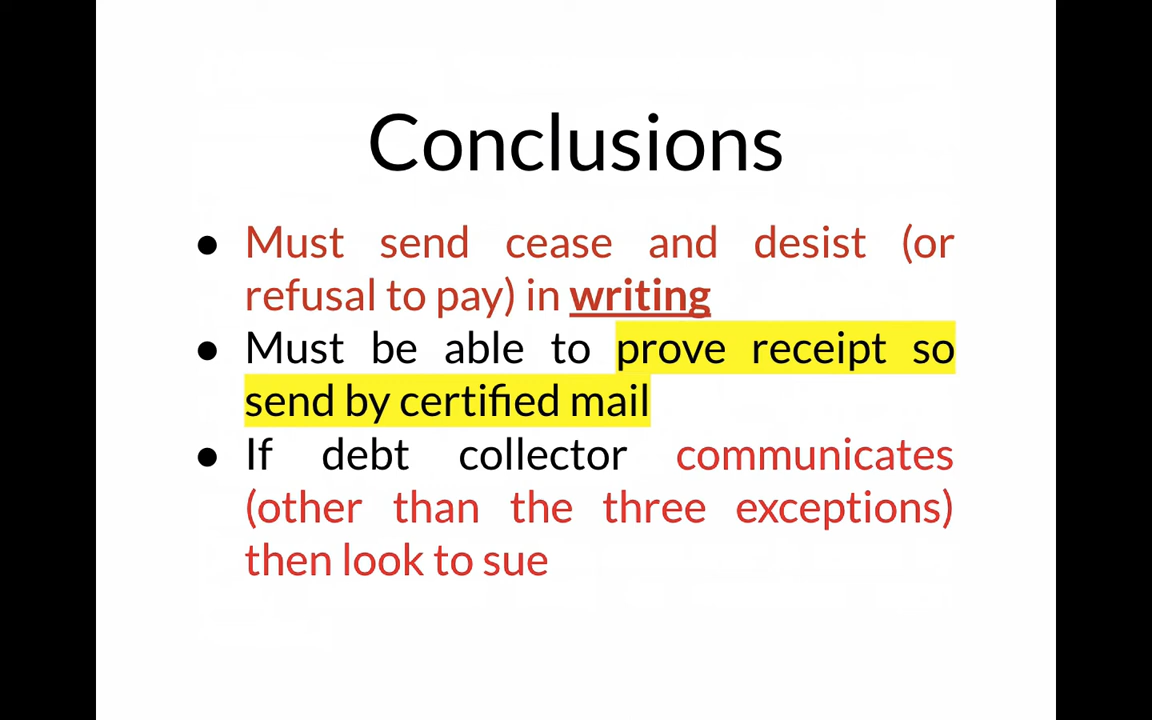 Conclusions
● Must send cease and desist (or
refusal to pay) in writing
● Must be able to prove receipt so
send by certified mail
● If debt collector communicates
(other than the three exceptions)
then look to sue